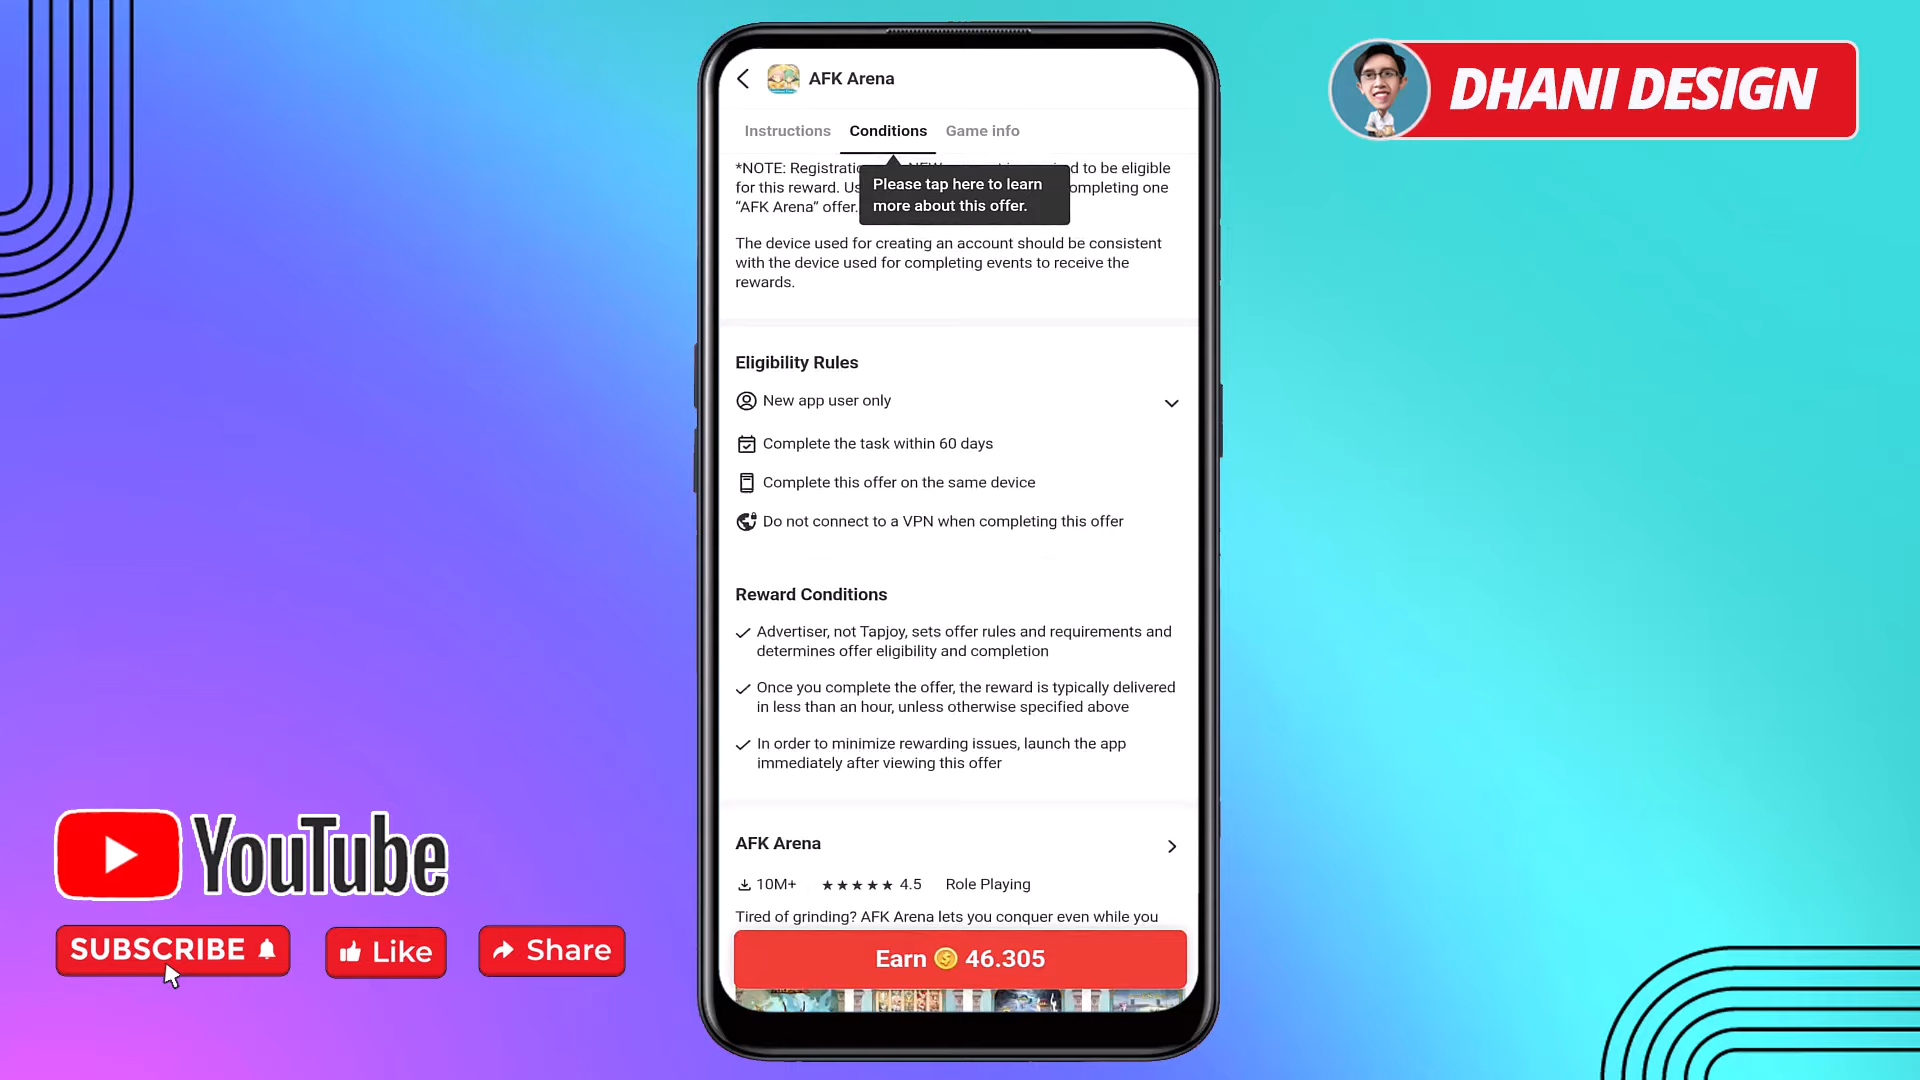 DHANI DESIGN
AFK Arena
Instructions Conditions Game info
*NOTE: Registratio to be eligible
for this reward. Us ompleting one
“AFK Arena” offer.
Please tap here to learn
more about this offer.
The device used for creating an account should be consistent
with the device used for completing events to receive the
rewards.
Eligibility Rules
New app user only
Complete the task within 60 days
Complete this offer on the same device
Do not connect to a VPN when completing this offer
Reward Conditions
Advertiser, not Tapjoy, sets offer rules and requirements and
determines offer eligibility and completion
Once you complete the offer, the reward is typically delivered
in less than an hour, unless otherwise specified above
In order to minimize rewarding issues, launch the app
immediately after viewing this offer
AFK Arena
10M+ ★★★★★ 4.5 Role Playing
Tired of grinding? AFK Arena lets you conquer even while you
Earn 46.305
YouTube
SUBSCRIBE
Like
Share